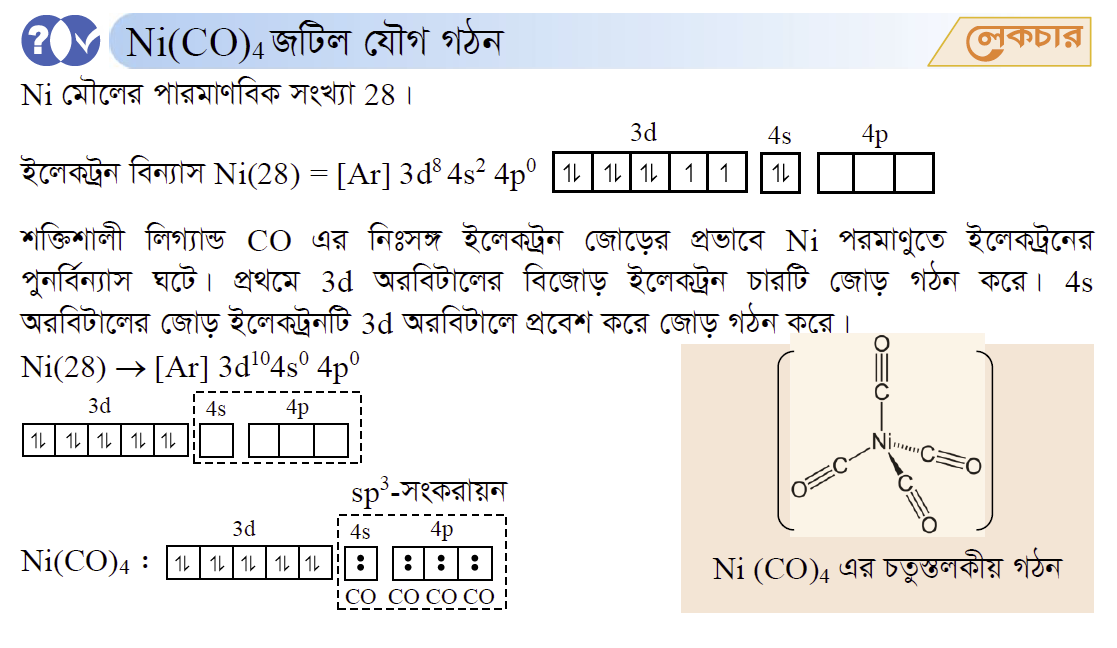 Ni(CO)₄ জটিল যৌগ গঠন
লেকচার
Ni মৌলের পারমাণবিক সংখ্যা 28।
3d 4s 4p
ইলেকট্রন বিন্যাস Ni(28) = [Ar] 3d⁸ 4s² 4p⁰ ⥮ ⥮ ⥮ 1 1 ⥮
শক্তিশালী লিগ্যান্ড CO এর নিঃসঙ্গ ইলেকট্রন জোড়ের প্রভাবে Ni পরমাণুতে ইলেকট্রনের
পুনর্বিন্যাস ঘটে। প্রথমে 3d অরবিটালের বিজোড় ইলেকট্রন চারটি জোড় গঠন করে। 4s
অরবিটালের জোড় ইলেকট্রনটি 3d অরবিটালে প্রবেশ করে জোড় গঠন করে।
Ni(28) → [Ar] 3d¹⁰4s⁰ 4p⁰
3d 4s 4p
⥮ ⥮ ⥮ ⥮ ⥮
sp³-সংকরায়ন
3d 4s 4p
Ni(CO)₄ : ⥮ ⥮ ⥮ ⥮ ⥮ : : : :
CO CO CO CO
O
C
Ni
C O
C O
C
O
Ni (CO)₄ এর চতুস্তলকীয় গঠন